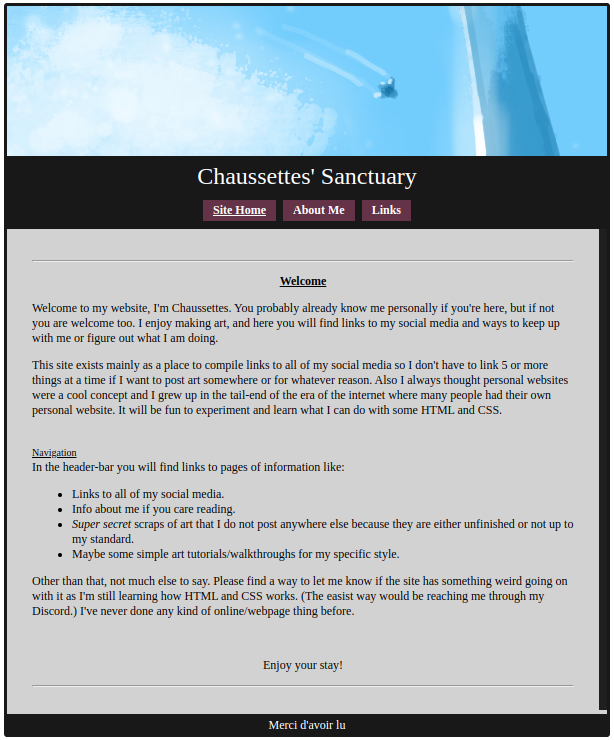 Chaussettes' Sanctuary
Site Home About Me Links
Welcome
Welcome to my website, I'm Chaussettes. You probably already know me personally if you're here, but if not
you are welcome too. I enjoy making art, and here you will find links to my social media and ways to keep up
with me or figure out what I am doing.
This site exists mainly as a place to compile links to all of my social media so I don't have to link 5 or more
things at a time if I want to post art somewhere or for whatever reason. Also I always thought personal websites
were a cool concept and I grew up in the tail-end of the era of the internet where many people had their own
personal website. It will be fun to experiment and learn what I can do with some HTML and CSS.
Navigation
In the header-bar you will find links to pages of information like:
• Links to all of my social media.
• Info about me if you care reading.
• Super secret scraps of art that I do not post anywhere else because they are either unfinished or not up to
my standard.
• Maybe some simple art tutorials/walkthroughs for my specific style.
Other than that, not much else to say. Please find a way to let me know if the site has something weird going on
with it as I'm still learning how HTML and CSS works. (The easist way would be reaching me through my
Discord.) I've never done any kind of online/webpage thing before.
Enjoy your stay!
Merci d'avoir lu